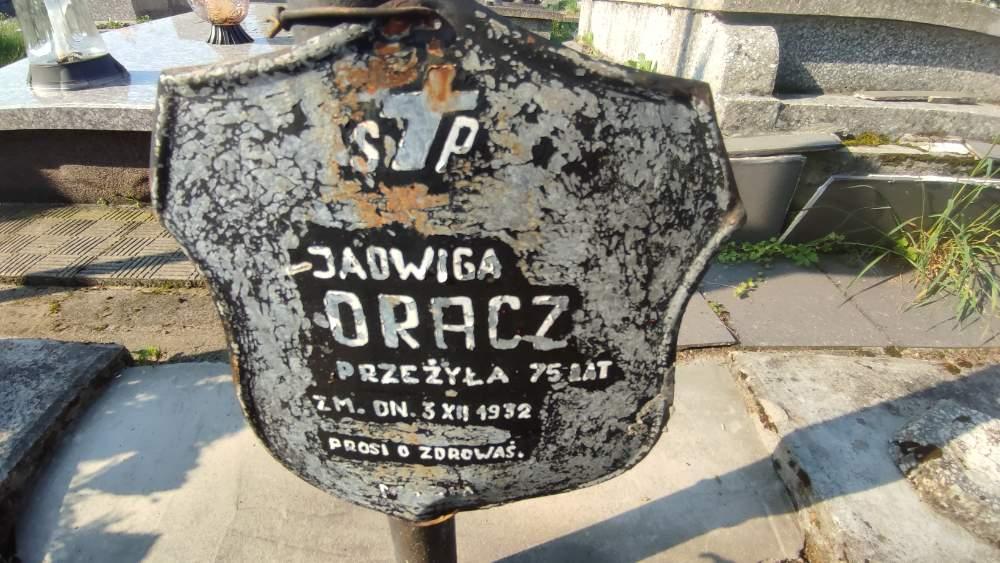 S P
JADWIGA
ORACZ
PRZEŻYŁA 75 LAT
ZM. DN. 3 XII 1932
PROSI O ZDROWAŚ.